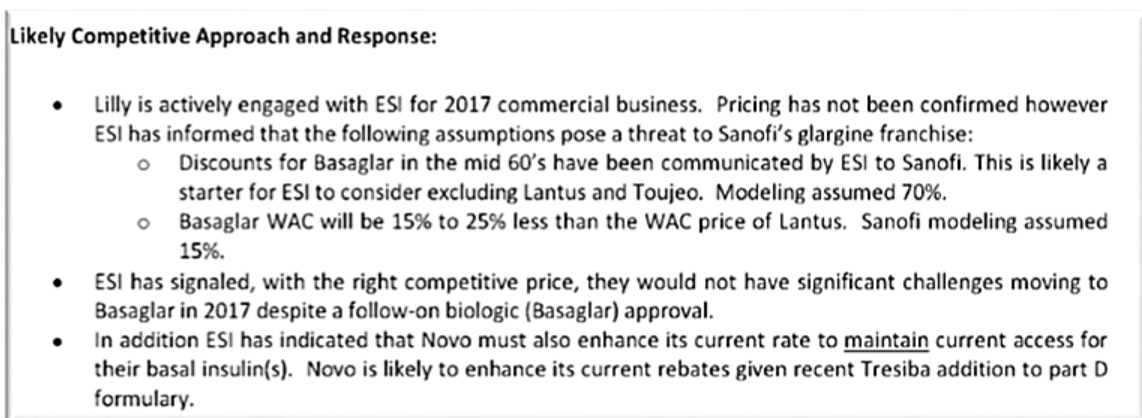 Likely Competitive Approach and Response:
• Lilly is actively engaged with ESI for 2017 commercial business. Pricing has not been confirmed however
ESI has informed that the following assumptions pose a threat to Sanofi's glargine franchise:
o Discounts for Basaglar in the mid 60's have been communicated by ESI to Sanofi. This is likely a
starter for ESI to consider excluding Lantus and Toujeo. Modeling assumed 70%.
o Basaglar WAC will be 15% to 25% less than the WAC price of Lantus. Sanofi modeling assumed
15%.
• ESI has signaled, with the right competitive price, they would not have significant challenges moving to
Basaglar in 2017 despite a follow-on biologic (Basaglar) approval.
• In addition ESI has indicated that Novo must also enhance its current rate to maintain current access for
their basal insulin(s). Novo is likely to enhance its current rebates given recent Tresiba addition to part D
formulary.